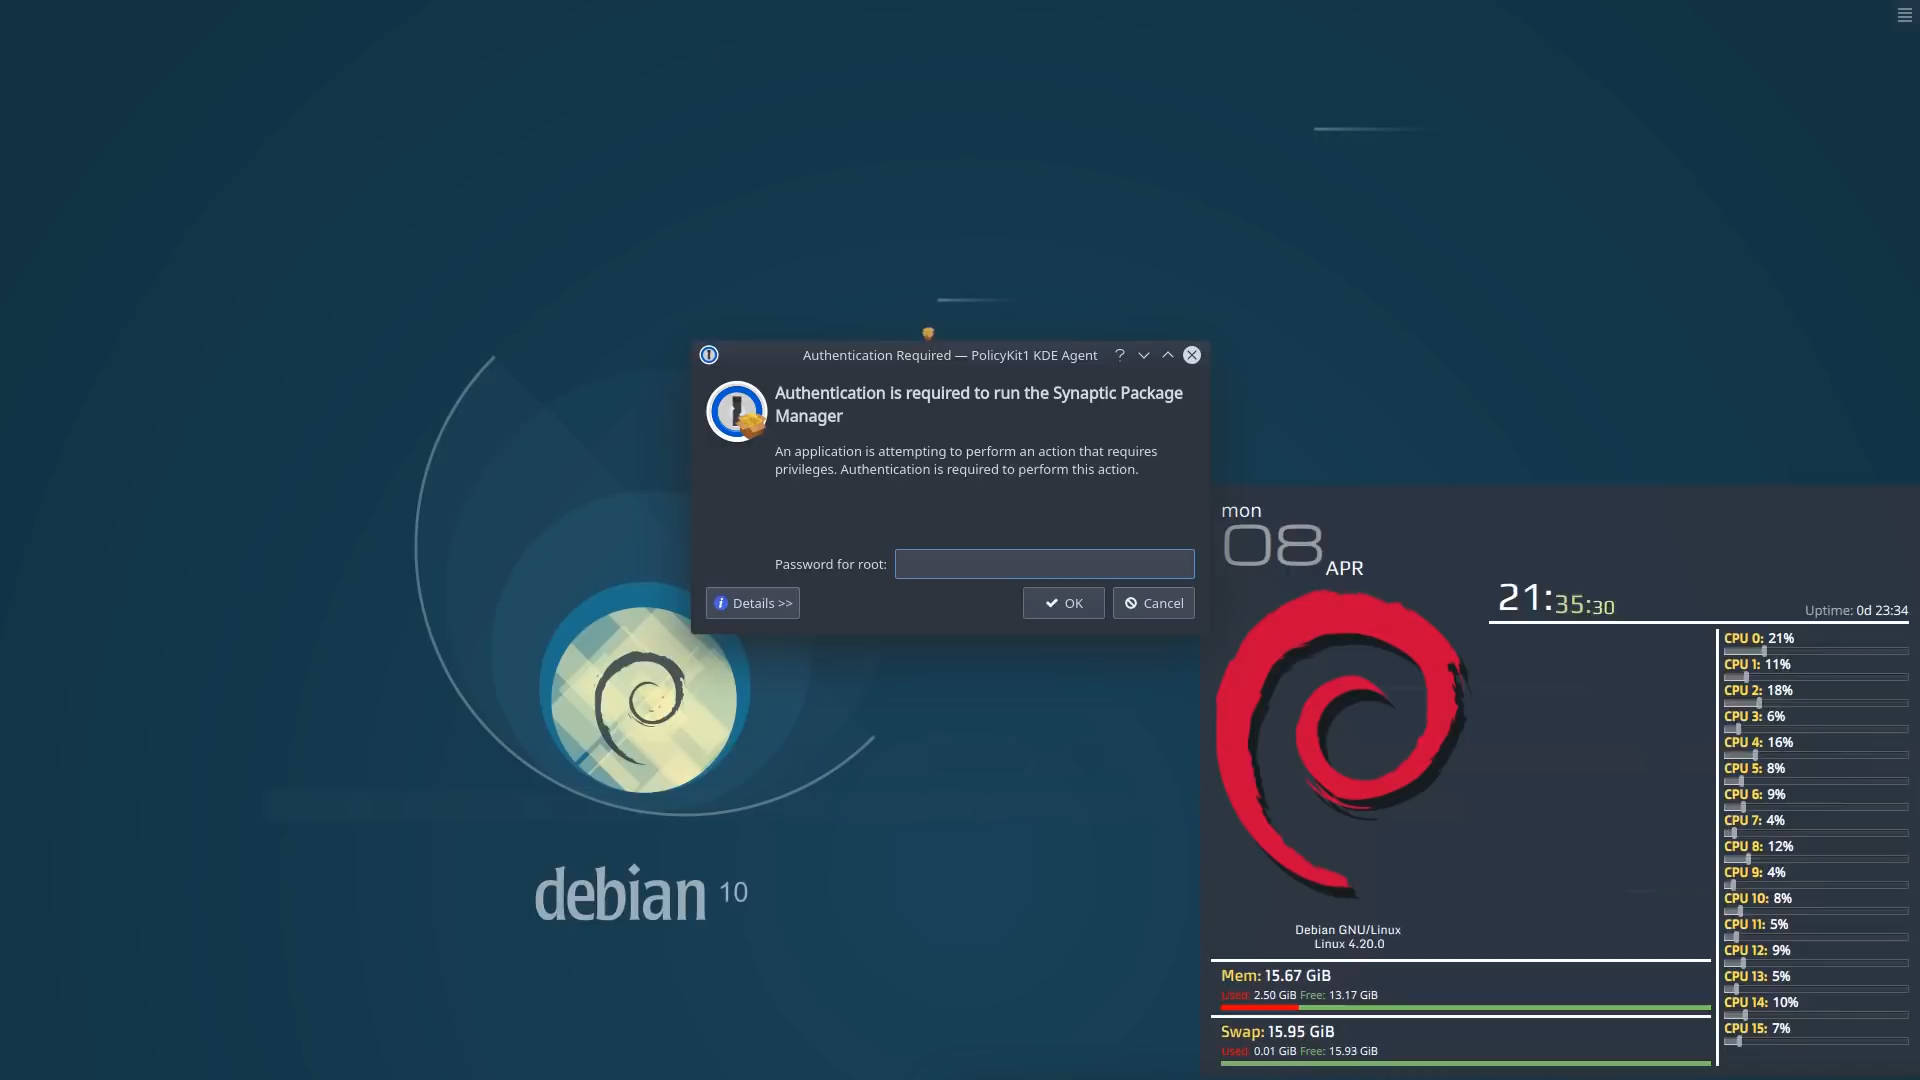 Authentication Required — PolicyKit1 KDE Agent
Authentication is required to run the Synaptic Package
Manager
An application is attempting to perform an action that requires
privileges. Authentication is required to perform this action.
Password for root:
Details >>
OK
Cancel
debian 10
mon
08
APR
21:35:30
Uptime: 0d 23:34
Debian GNU/Linux
Linux 4.20.0
Mem: 15.67 GiB
Used: 2.50 GiB Free: 13.17 GiB
Swap: 15.95 GiB
Used: 0.01 GiB Free: 15.93 GiB
CPU 0: 21%
CPU 1: 11%
CPU 2: 18%
CPU 3: 6%
CPU 4: 16%
CPU 5: 8%
CPU 6: 9%
CPU 7: 4%
CPU 8: 12%
CPU 9: 4%
CPU 10: 8%
CPU 11: 5%
CPU 12: 9%
CPU 13: 5%
CPU 14: 10%
CPU 15: 7%